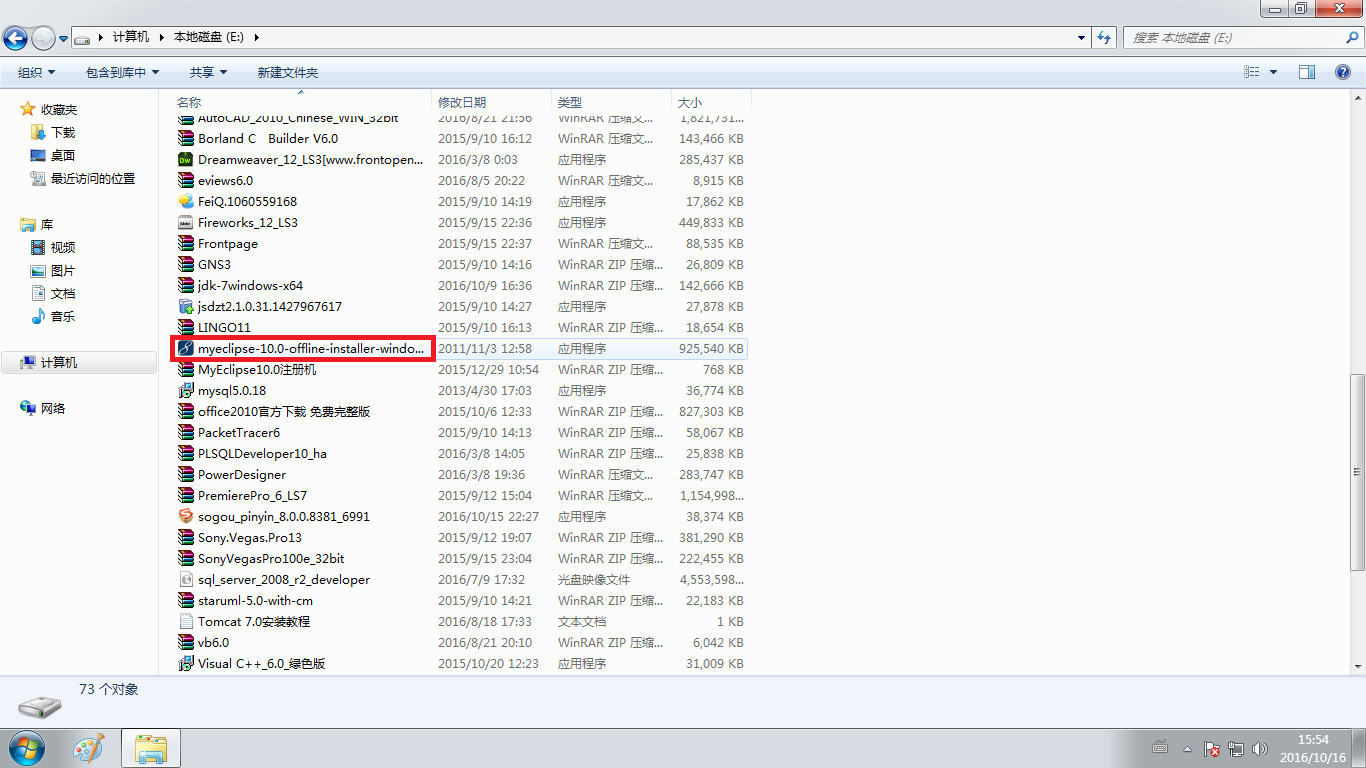 计算机 本地磁盘 (E:)
搜索 本地磁盘 (E:)
组织 包含到库中 共享 新建文件夹
收藏夹
下载
桌面
最近访问的位置
库
视频
图片
文档
音乐
计算机
网络
名称 修改日期 类型 大小
AutoCAD_2010_Chinese_WIN_32bit 2016/8/21 21:56 WinRAR 压缩文... 1,821,731...
Borland C   Builder V6.0 2015/9/10 16:12 WinRAR 压缩文... 143,466 KB
Dreamweaver_12_LS3[www.frontopen... 2016/3/8 0:03 应用程序 285,437 KB
eviews6.0 2016/8/5 20:22 WinRAR 压缩文... 8,915 KB
FeiQ.1060559168 2015/9/10 14:19 应用程序 17,862 KB
Fireworks_12_LS3 2015/9/15 22:36 应用程序 449,833 KB
Frontpage 2015/9/15 22:37 WinRAR 压缩文... 88,535 KB
GNS3 2015/9/10 14:16 WinRAR ZIP 压缩... 26,809 KB
jdk-7windows-x64 2016/10/9 16:36 WinRAR ZIP 压缩... 142,666 KB
jsdzt2.1.0.31.1427967617 2015/9/10 14:27 应用程序 27,878 KB
LINGO11 2015/9/10 16:13 WinRAR ZIP 压缩... 18,654 KB
myeclipse-10.0-offline-installer-windo... 2011/11/3 12:58 应用程序 925,540 KB
MyEclipse10.0注册机 2015/12/29 10:54 WinRAR ZIP 压缩... 768 KB
mysql5.0.18 2013/4/30 17:03 应用程序 36,774 KB
office2010官方下载 免费完整版 2015/10/6 12:33 WinRAR ZIP 压缩... 827,303 KB
PacketTracer6 2015/9/10 14:13 WinRAR ZIP 压缩... 58,067 KB
PLSQLDeveloper10_ha 2016/3/8 14:05 WinRAR ZIP 压缩... 25,838 KB
PowerDesigner 2016/3/8 19:36 WinRAR 压缩文... 283,747 KB
PremierePro_6_LS7 2015/9/12 15:04 WinRAR ZIP 压缩... 1,154,998...
sogou_pinyin_8.0.0.8381_6991 2016/10/15 22:27 应用程序 38,374 KB
Sony.Vegas.Pro13 2015/9/12 19:07 WinRAR ZIP 压缩... 381,290 KB
SonyVegasPro100e_32bit 2015/9/15 23:04 WinRAR ZIP 压缩... 222,455 KB
sql_server_2008_r2_developer 2016/7/9 17:32 光盘映像文件 4,553,598...
staruml-5.0-with-cm 2015/9/10 14:21 WinRAR ZIP 压缩... 22,183 KB
Tomcat 7.0安装教程 2016/8/18 17:33 文本文档 1 KB
vb6.0 2016/8/21 20:10 WinRAR ZIP 压缩... 6,042 KB
Visual C++_6.0_绿色版 2015/10/20 12:23 应用程序 31,009 KB
73 个对象
15:54
2016/10/16